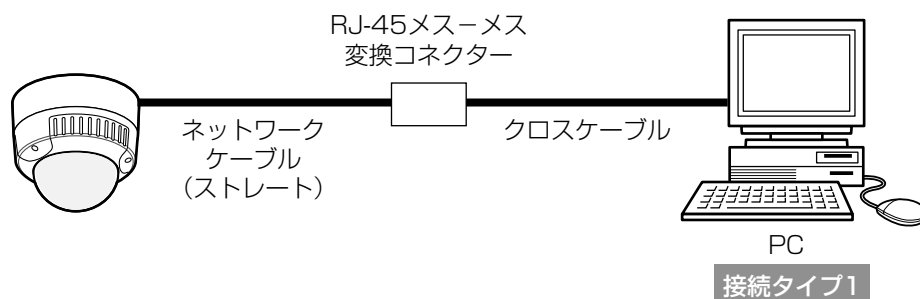 RJ-45メス－メス
変換コネクター
ネットワーク
ケーブル
（ストレート）
クロスケーブル
PC
接続タイプ1